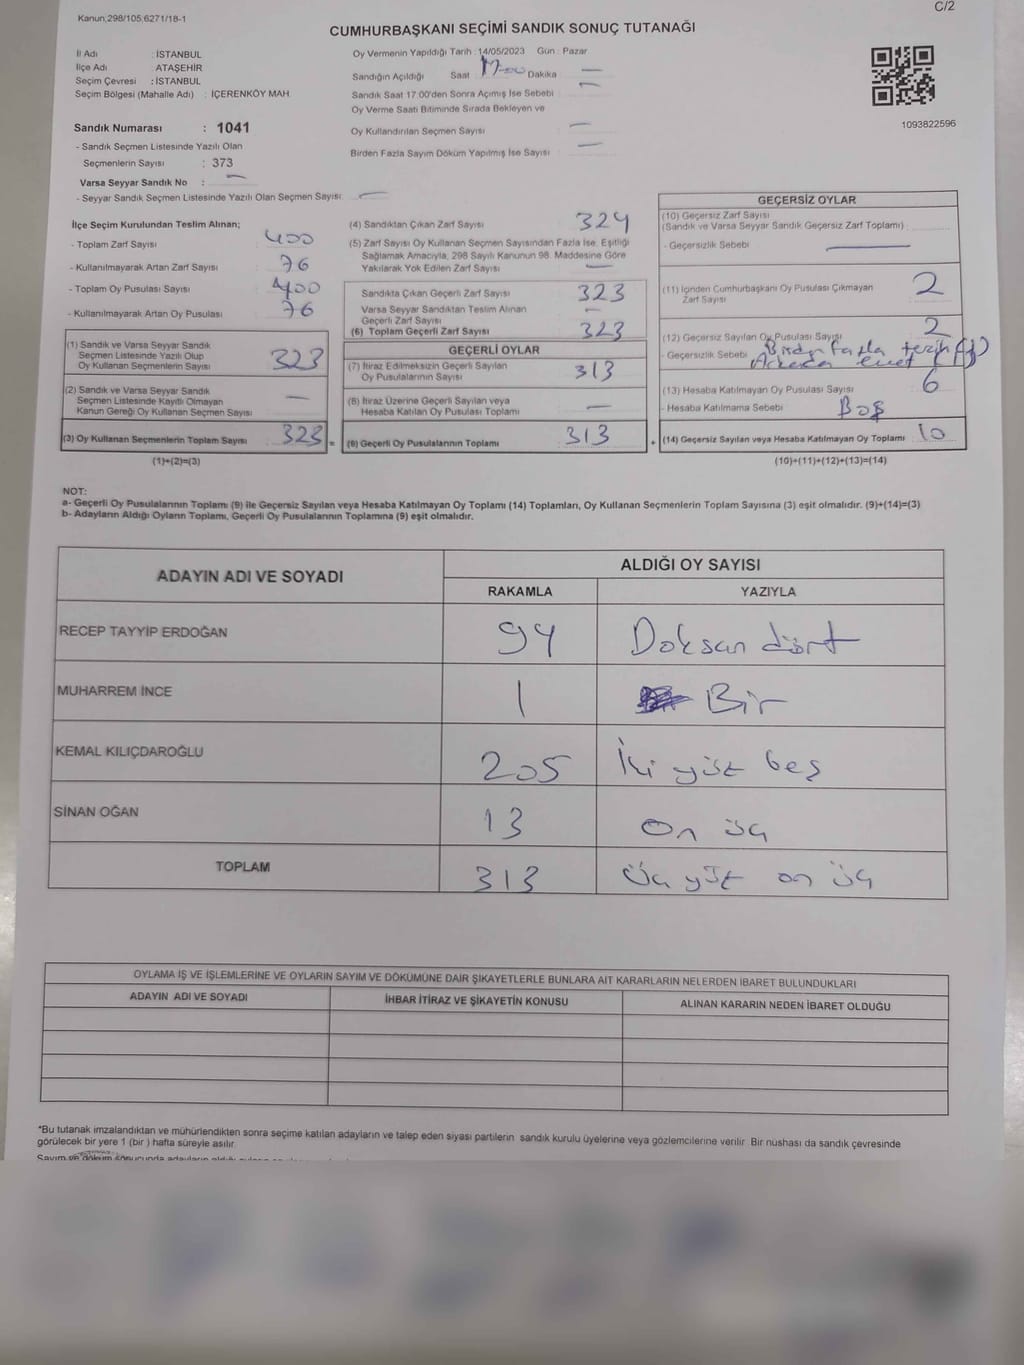 Kanun,298/105,6271/18-1
C/2
CUMHURBAŞKANI SEÇİMİ SANDIK SONUÇ TUTANAĞI
İl Adı : İSTANBUL
İlçe Adı : ATAŞEHİR
Seçim Çevresi : İSTANBUL
Seçim Bölgesi (Mahalle Adı) : İÇERENKÖY MAH.
Sandık Numarası : 1041
- Sandık Seçmen Listesinde Yazılı Olan
Seçmenlerin Sayısı : 373
Varsa Seyyar Sandık No : —
- Seyyar Sandık Seçmen Listesinde Yazılı Olan Seçmen Sayısı: —
Oy Vermenin Yapıldığı Tarih : 14/05/2023 Gün : Pazar
Sandığın Açıldığı Saat 17-00 Dakika —
Sandık Saat 17:00'den Sonra Açımış İse Sebebi : —
Oy Verme Saati Bitiminde Sırada Bekleyen ve
Oy Kullandırılan Seçmen Sayısı —
Birden Fazla Sayım Döküm Yapılmış İse Sayısı —
1093822596
İlçe Seçim Kurulundan Teslim Alınan;
- Toplam Zarf Sayısı 400
- Kullanılmayarak Artan Zarf Sayısı 76
- Toplam Oy Pusulası Sayısı 400
- Kullanılmayarak Artan Oy Pusulası 76
(1) Sandık ve Varsa Seyyar Sandık
Seçmen Listesinde Yazılı Olup
Oy Kullanan Seçmenlerin Sayısı 323
(2) Sandık ve Varsa Seyyar Sandık
Seçmen Listesinde Kayıtlı Olmayan
Kanun Gereği Oy Kullanan Seçmen Sayısı —
(3) Oy Kullanan Seçmenlerin Toplam Sayısı 323 =
(1)+(2)=(3)
(4) Sandıktan Çıkan Zarf Sayısı 324
(5) Zarf Sayısı Oy Kullanan Seçmen Sayısından Fazla İse, Eşitliği
Sağlamak Amacıyla, 298 Sayılı Kanunun 98. Maddesine Göre
Yakılarak Yok Edilen Zarf Sayısı —
Sandıkta Çıkan Geçerli Zarf Sayısı 323
Varsa Seyyar Sandıktan Teslim Alınan
Geçerli Zarf Sayısı —
(6) Toplam Geçerli Zarf Sayısı 323
GEÇERLİ OYLAR
(7) İtiraz Edilmeksizin Geçerli Sayılan
Oy Pusulalarının Sayısı 313
(8) İtiraz Üzerine Geçerli Sayılan veya
Hesaba Katılan Oy Pusulası Toplamı —
(9) Geçerli Oy Pusulalarının Toplamı 313 +
GEÇERSİZ OYLAR
(10) Geçersiz Zarf Sayısı
(Sandık ve Varsa Seyyar Sandık Geçersiz Zarf Toplamı) :
- Geçersizlik Sebebi —
(11) İçinden Cumhurbaşkanı Oy Pusulası Çıkmayan
Zarf Sayısı 2
(12) Geçersiz Sayılan Oy Pusulası Sayısı 2
- Geçersizlik Sebebi Birden fazla tercih
(13) Hesaba Katılmayan Oy Pusulası Sayısı 6
- Hesaba Katılmama Sebebi Boş
(14) Geçersiz Sayılan veya Hesaba Katılmayan Oy Toplamı 10
(10)+(11)+(12)+(13)=(14)
NOT:
a- Geçerli Oy Pusulalarının Toplamı (9) ile Geçersiz Sayılan veya Hesaba Katılmayan Oy Toplamı (14) Toplamları, Oy Kullanan Seçmenlerin Toplam Sayısına (3) eşit olmalıdır. (9)+(14)=(3)
b- Adayların Aldığı Oyların Toplamı, Geçerli Oy Pusulalarının Toplamına (9) eşit olmalıdır.
ADAYIN ADI VE SOYADI ALDIĞI OY SAYISI
RAKAMLA YAZIYLA
RECEP TAYYİP ERDOĞAN 94 Doksan dört
MUHARREM İNCE 1 Bir
KEMAL KILIÇDAROĞLU 205 İki yüz beş
SİNAN OĞAN 13 On üç
TOPLAM 313 Üç yüz on üç
OYLAMA İŞ VE İŞLEMLERİNE VE OYLARIN SAYIM VE DÖKÜMÜNE DAİR ŞİKAYETLERLE BUNLARA AİT KARARLARIN NELERDEN İBARET BULUNDUKLARI
ADAYIN ADI VE SOYADI İHBAR İTİRAZ VE ŞİKAYETİN KONUSU ALINAN KARARIN NEDEN İBARET OLDUĞU
*Bu tutanak imzalandıktan ve mühürlendikten sonra seçime katılan adayların ve talep eden siyasi partilerin sandık kurulu üyelerine veya gözlemcilerine verilir. Bir nüshası da sandık çevresinde
görülecek bir yere 1 (bir ) hafta süreyle asılır.